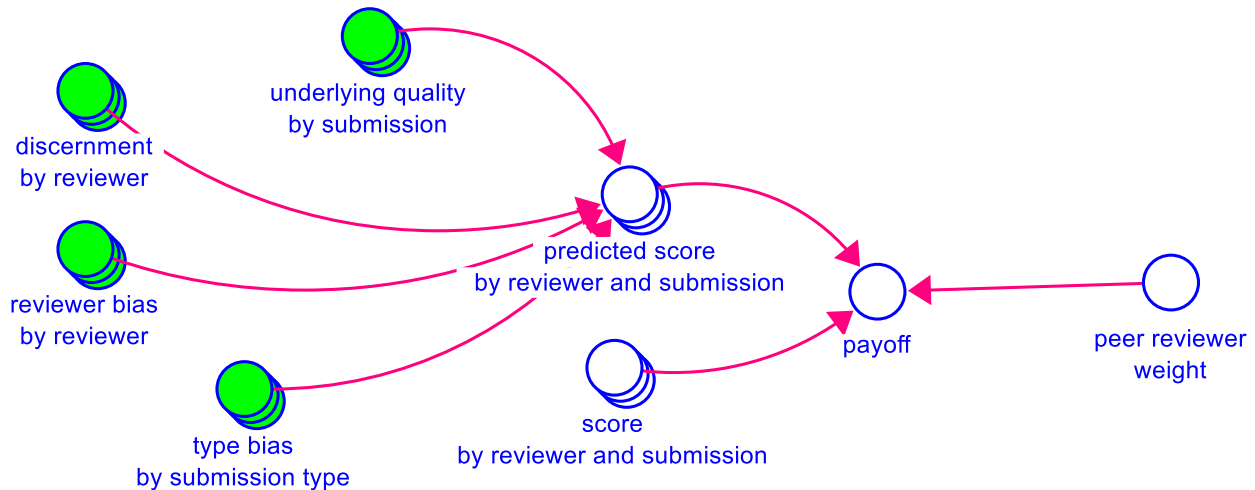 underlying quality
by submission
discernment
by reviewer
predicted score
by reviewer and submission
reviewer bias
by reviewer
payoff
peer reviewer
weight
score
by reviewer and submission
type bias
by submission type